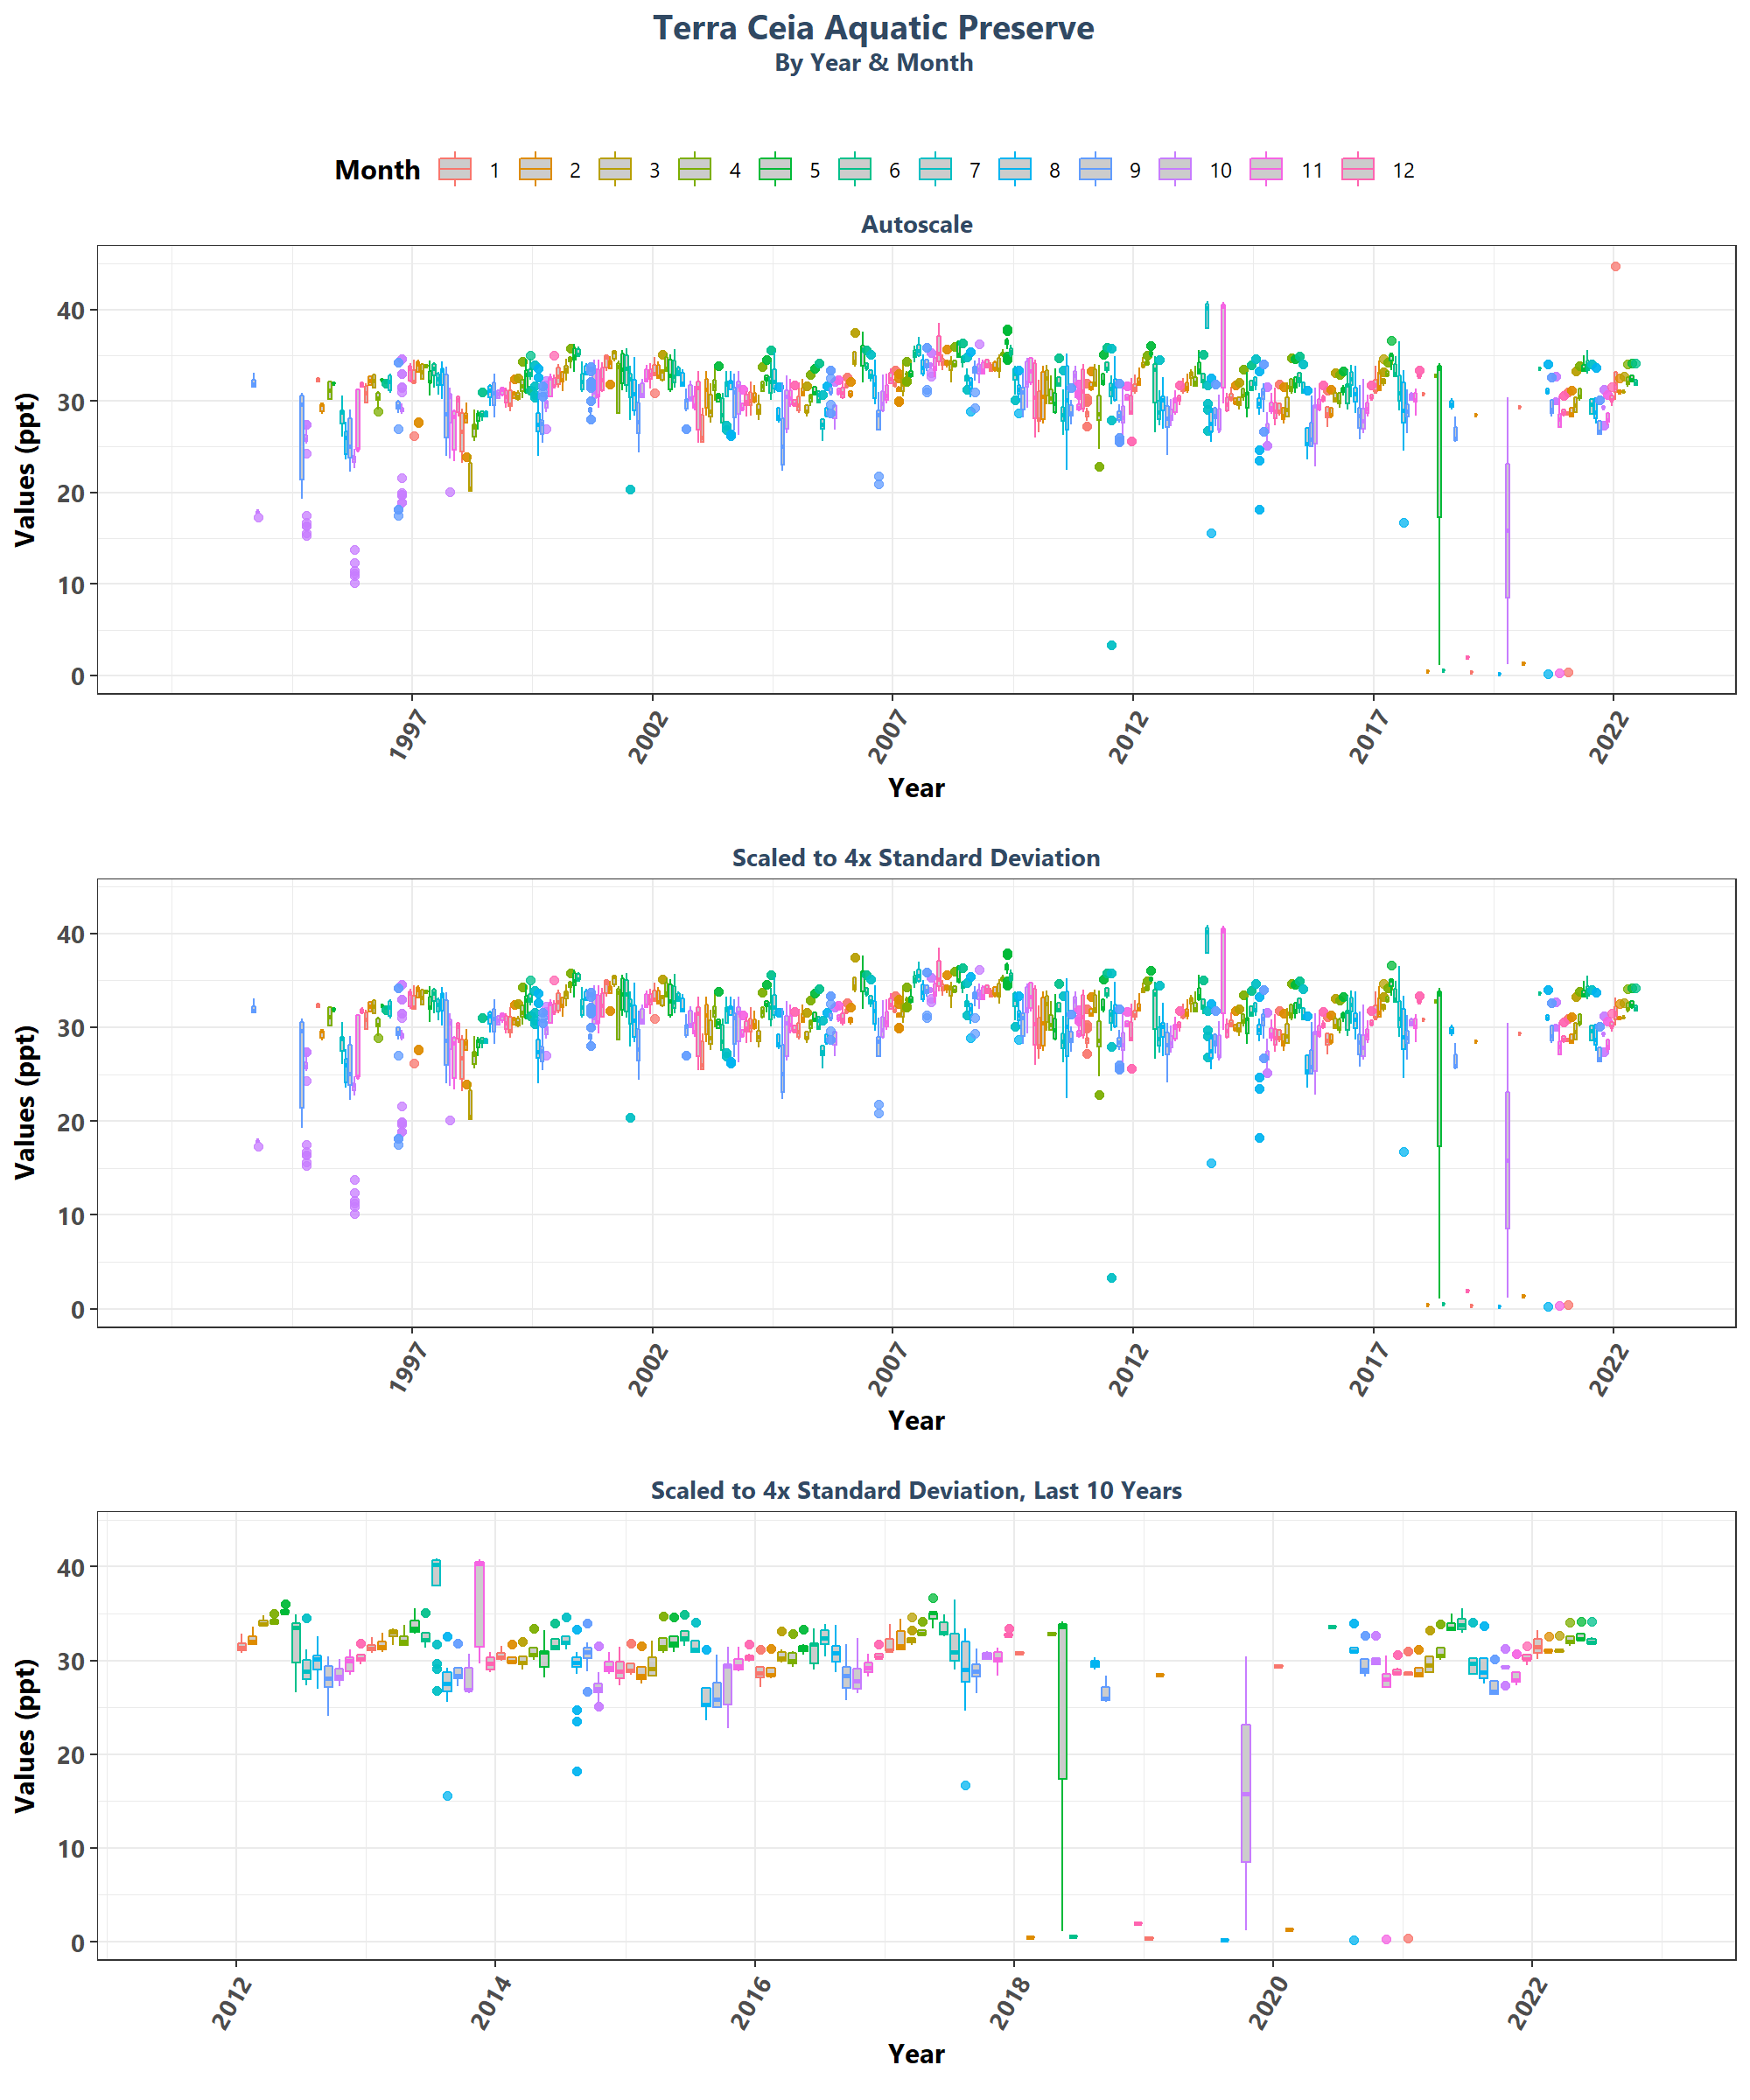 Terra Ceia Aquatic Preserve
By Year & Month
Month 1 2 3 4 5 6 7 8 9 10 11 12
Autoscale
Values (ppt)
40
30
20
10
0
1997 2002 2007 2012 2017 2022
Year
Scaled to 4x Standard Deviation
Values (ppt)
40
30
20
10
0
1997 2002 2007 2012 2017 2022
Year
Scaled to 4x Standard Deviation, Last 10 Years
Values (ppt)
40
30
20
10
0
2012 2014 2016 2018 2020 2022
Year